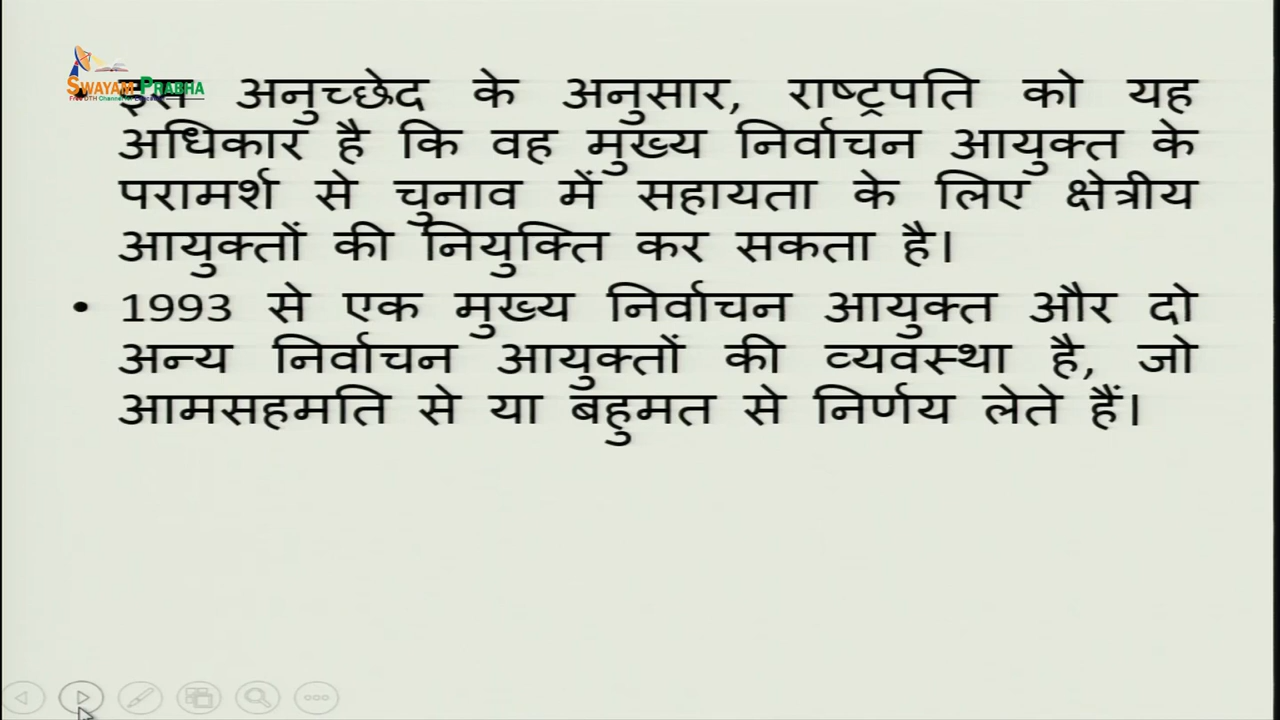 SWAYAM PRABHA
• इस अनुच्छेद के अनुसार, राष्ट्रपति को यह
अधिकार है कि वह मुख्य निर्वाचन आयुक्त के
परामर्श से चुनाव में सहायता के लिए क्षेत्रीय
आयुक्तों की नियुक्ति कर सकता है।
• 1993 से एक मुख्य निर्वाचन आयुक्त और दो
अन्य निर्वाचन आयुक्तों की व्यवस्था है, जो
आमसहमति से या बहुमत से निर्णय लेते हैं।